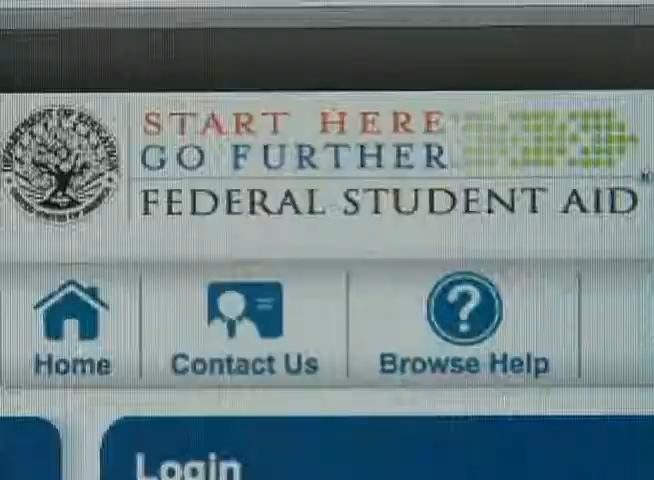 START HERE
GO FURTHER
FEDERAL STUDENT AID
Home
Contact Us
Browse Help
Login